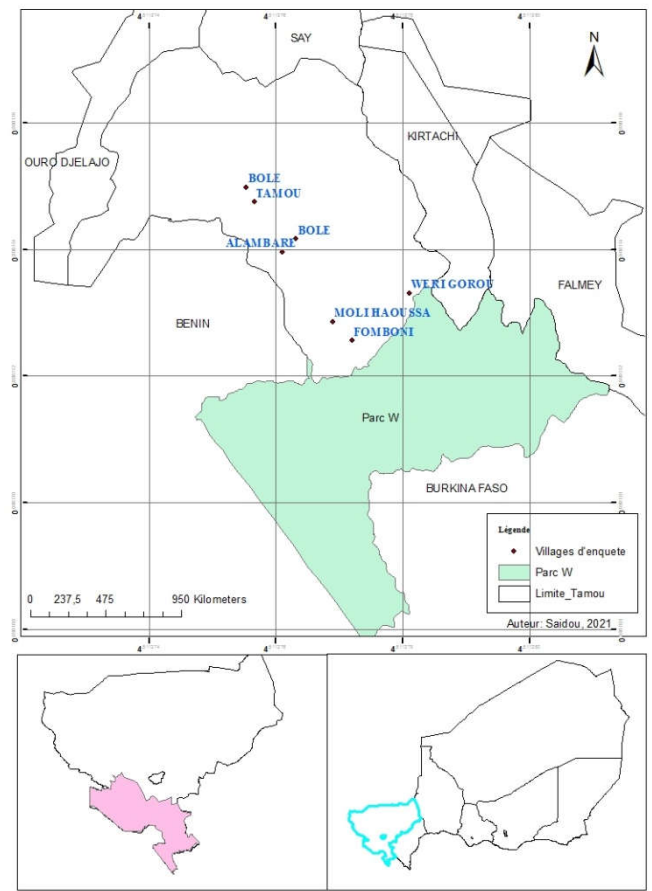 SAY
N
KIRTACHI
OURO DJELAJO
BOLE
TAMOU
BOLE
ALAMBARE
WERI GOROU
FALMEY
BENIN
MOLI HAOUSSA
FOMBONI
Parc W
BURKINA FASO
Légende
Villages d'enquete
Parc W
Limite_Tamou
0 237,5 475 950 Kilometers
Auteur: Saidou, 2021